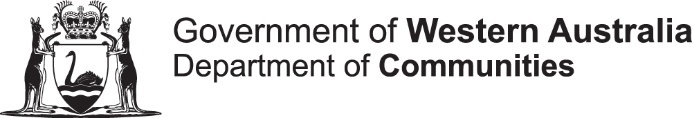 Government of Western Australia
Department of Communities